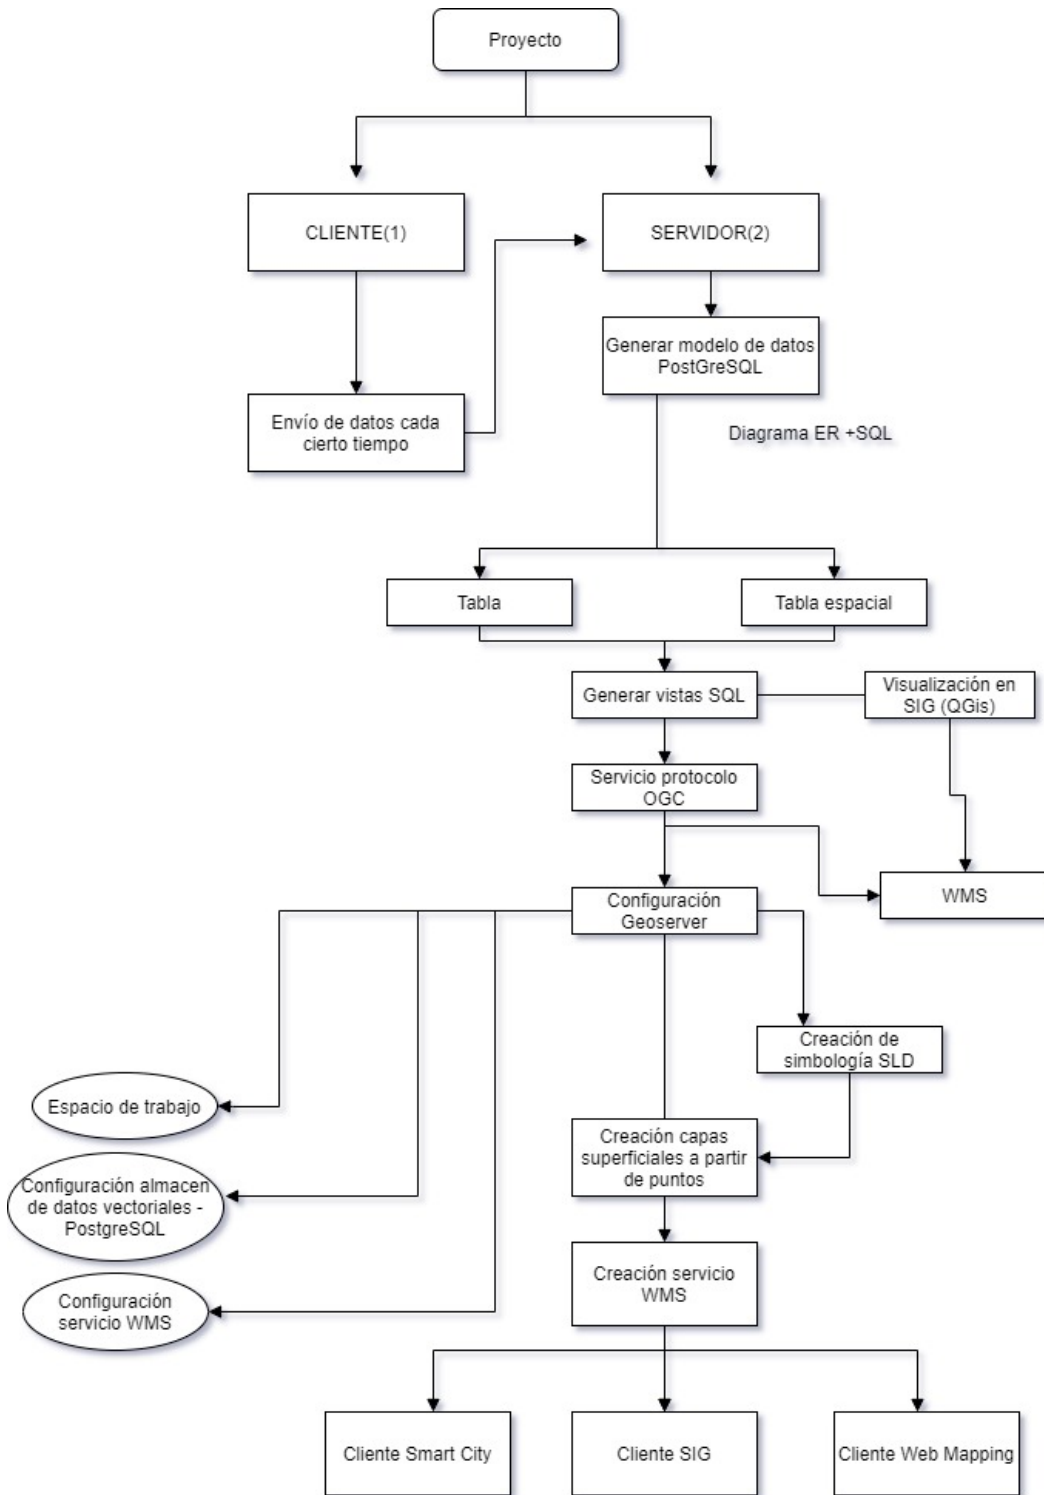 Proyecto
CLIENTE(1)
SERVIDOR(2)
Generar modelo de datos
PostGreSQL
Envío de datos cada
cierto tiempo
Diagrama ER +SQL
Tabla
Tabla espacial
Generar vistas SQL
Visualización en
SIG (QGis)
Servicio protocolo
OGC
WMS
Configuración
Geoserver
Creación de
simbología SLD
Espacio de trabajo
Creación capas
superficiales a partir
de puntos
Configuración almacen
de datos vectoriales -
PostgreSQL
Creación servicio
WMS
Configuración
servicio WMS
Cliente Smart City
Cliente SIG
Cliente Web Mapping